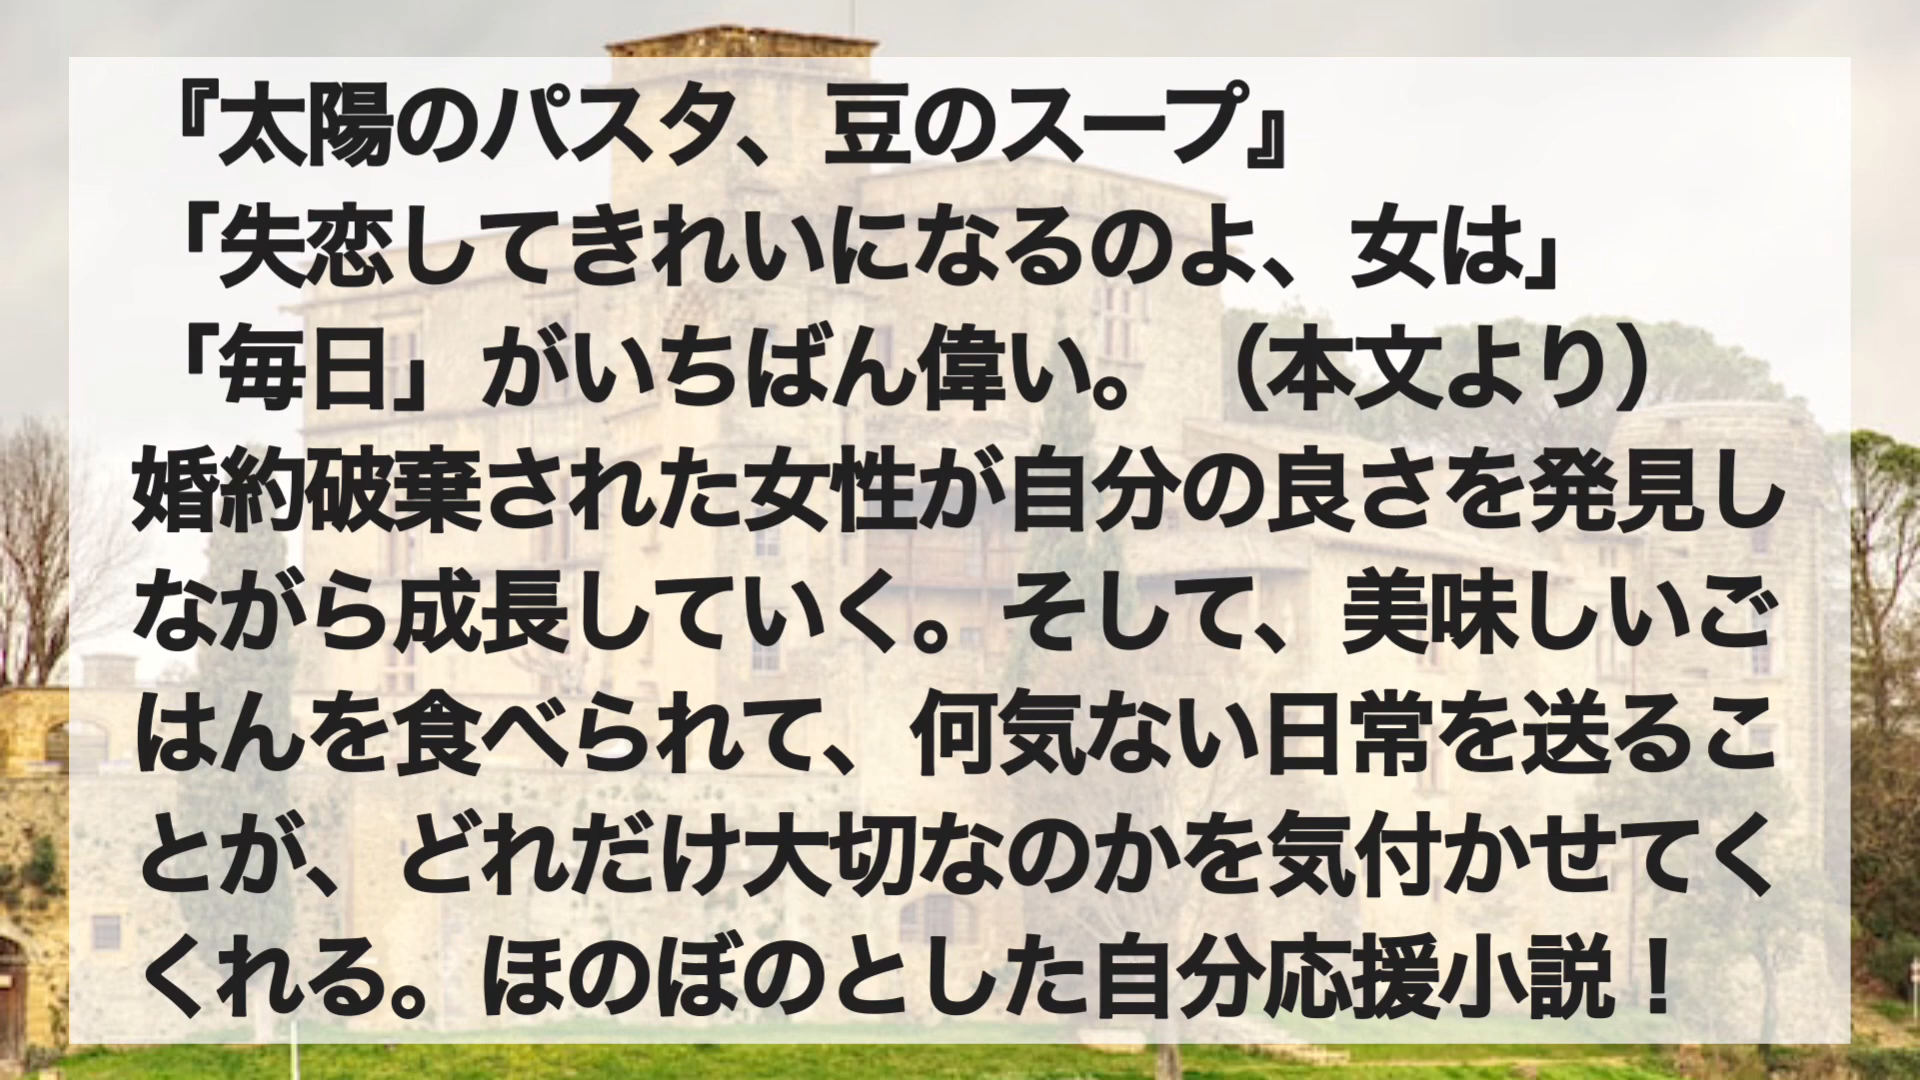 『太陽のパスタ、豆のスープ』
「失恋してきれいになるのよ、女は」
「毎日」がいちばん偉い。（本文より）
婚約破棄された女性が自分の良さを発見し
ながら成長していく。そして、美味しいご
はんを食べられて、何気ない日常を送るこ
とが、どれだけ大切なのかを気付かせてく
くれる。ほのぼのとした自分応援小説！